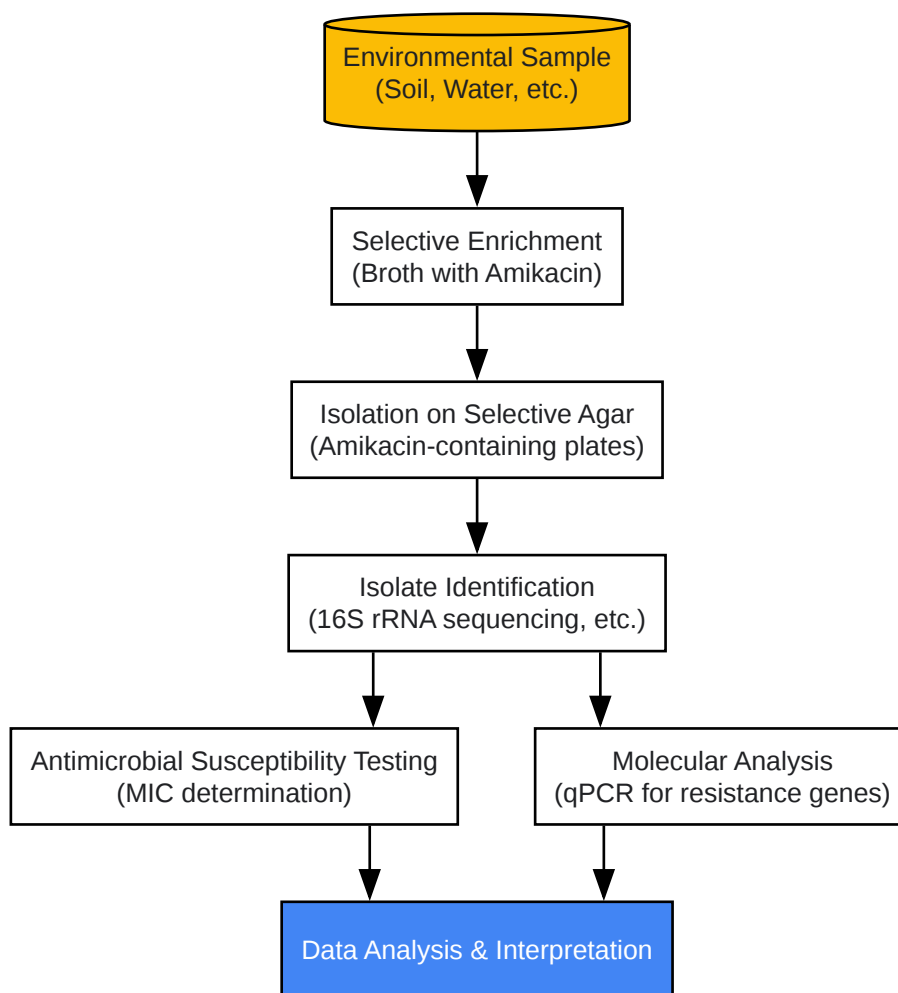 Environmental Sample
(Soil, Water, etc.)
Selective Enrichment
(Broth with Amikacin)
Isolation on Selective Agar
(Amikacin-containing plates)
Isolate Identification
(16S rRNA sequencing, etc.)
Antimicrobial Susceptibility Testing
(MIC determination)
Molecular Analysis
(qPCR for resistance genes)
Data Analysis & Interpretation